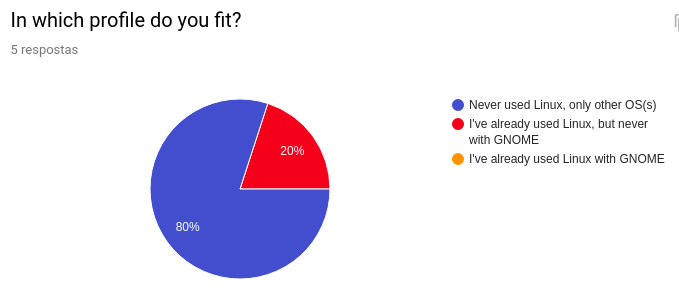 In which profile do you fit?
5 respostas
Never used Linux, only other OS(s)
I've already used Linux, but never
with GNOME
I've already used Linux with GNOME
20%
80%